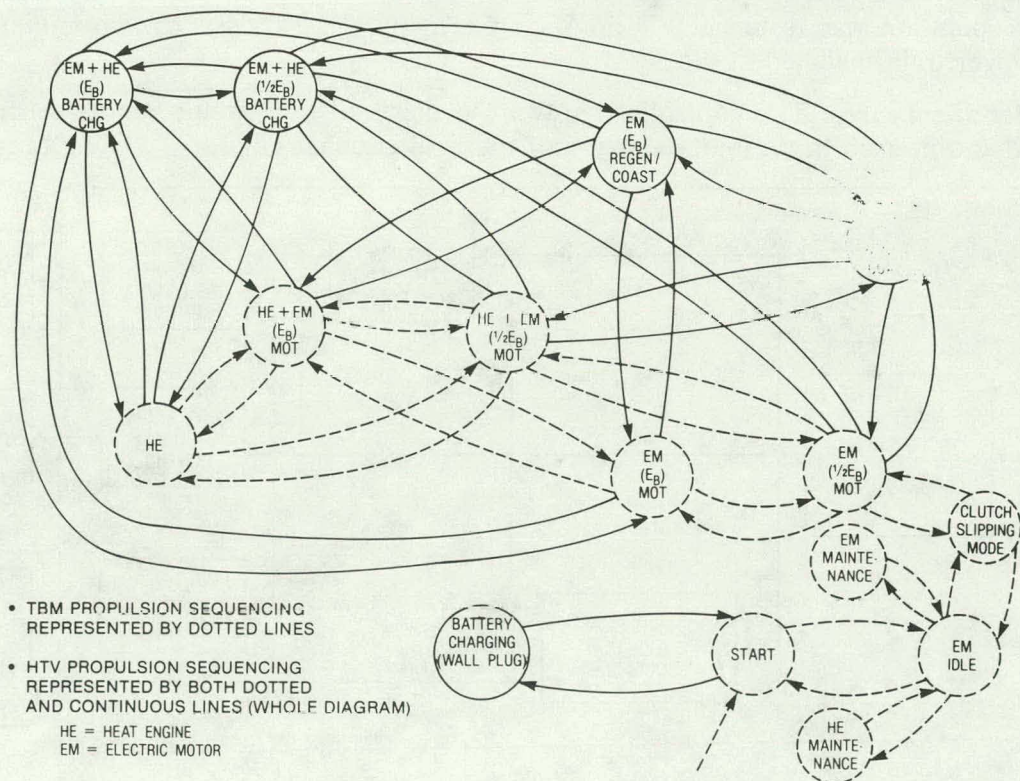 EM + HE
(E_B)
BATTERY
CHG
EM + HE
(½E_B)
BATTERY
CHG
EM
(E_B)
REGEN/
COAST
HE + EM
(E_B)
MOT
HE + EM
(½E_B)
MOT
HE
EM
(E_B)
MOT
EM
(½E_B)
MOT
CLUTCH
SLIPPING
MODE
EM
MAINTE-
NANCE
BATTERY
CHARGING
(WALL PLUG)
START
EM
IDLE
HE
MAINTE-
NANCE
• TBM PROPULSION SEQUENCING
REPRESENTED BY DOTTED LINES
• HTV PROPULSION SEQUENCING
REPRESENTED BY BOTH DOTTED
AND CONTINUOUS LINES (WHOLE DIAGRAM)
HE = HEAT ENGINE
EM = ELECTRIC MOTOR